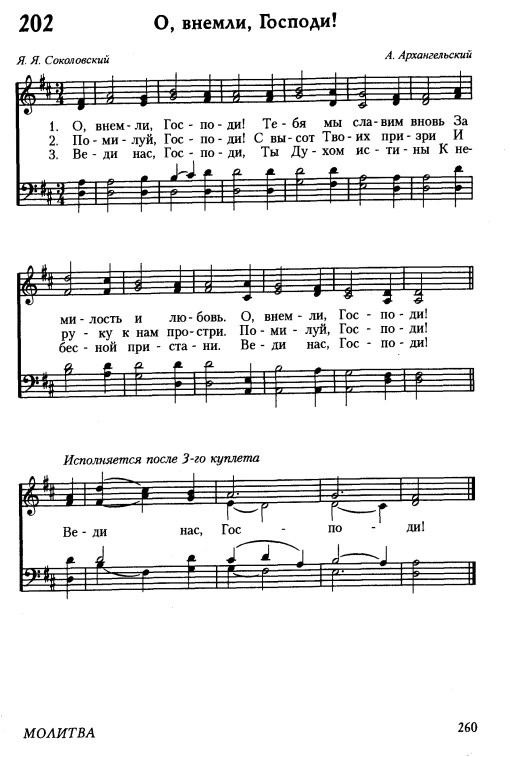 202 О, внемли, Господи!
Я. Я. Соколовский А. Архангельский
1. О, внем - ли, Гос - по - ди! Те - бя мы сла - вим вновь За
2. По - ми - луй, Гос - по - ди! С вы - сот Тво - их при - зри И
3. Ве - ди нас, Гос - по - ди, Ты Ду - хом ис - ти - ны К не-
ми - лость и лю - бовь. О, внем - ли, Гос - по - ди!
ру - ку к нам про - стри. По - ми - луй, Гос - по - ди!
бес - ной при - ста - ни. Ве - ди нас, Гос - по - ди!
Исполняется после 3-го куплета
Ве - ди нас, Гос - по - ди!
МОЛИТВА 260